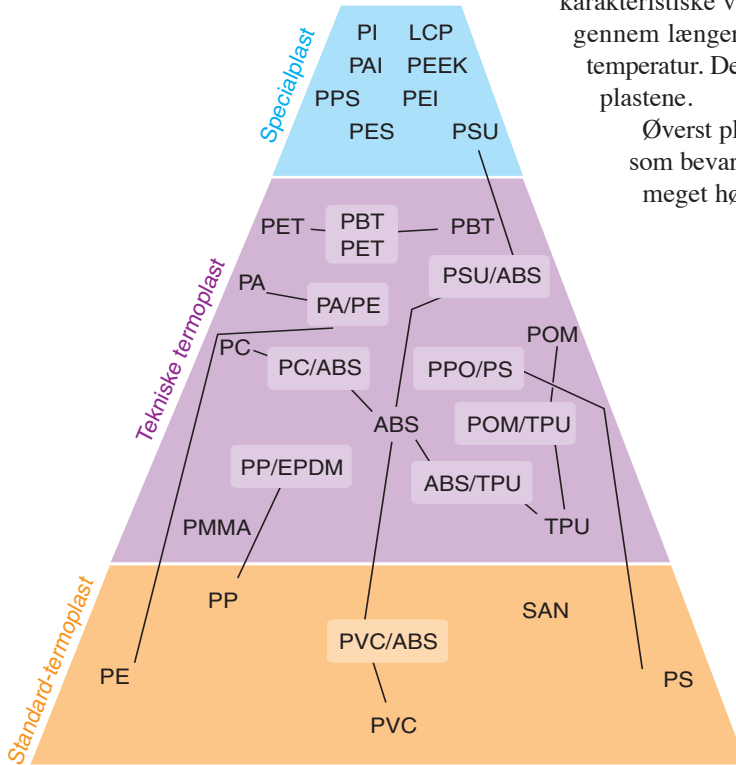 karakteristiske
gennem længer
temperatur. De
plastene.
Øverst
som bevar
meget
Specialplast
PI LCP
PAI PEEK
PPS PEI
PES PSU
Tekniske termoplast
PET PBT PBT
PET
PSU/ABS
PA
PA/PE
POM
PC
PC/ABS PPO/PS
ABS POM/TPU
PP/EPDM ABS/TPU
PMMA TPU
Standard-termoplast
PP SAN
PVC/ABS
PE PS
PVC